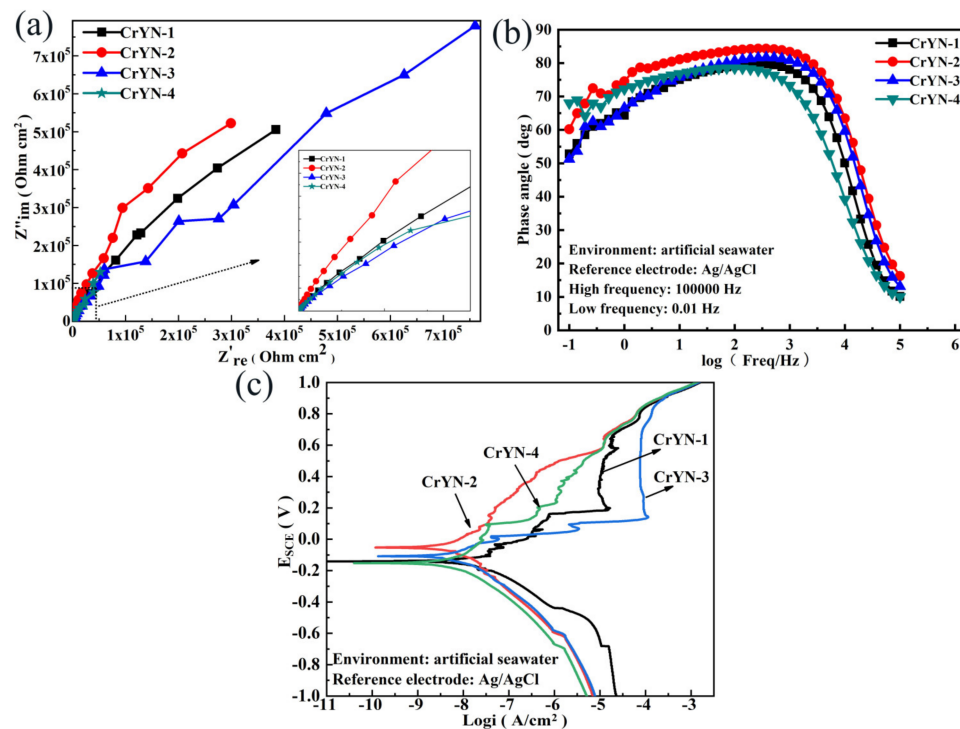 (a)
CrYN-1
CrYN-2
CrYN-3
CrYN-4
Z''im ( Ohm cm²)
7x10⁵
6x10⁵
5x10⁵
4x10⁵
3x10⁵
2x10⁵
1x10⁵
0
CrYN-1
CrYN-2
CrYN-3
CrYN-4
0 1x10⁵ 2x10⁵ 3x10⁵ 4x10⁵ 5x10⁵ 6x10⁵ 7x10⁵
Z're ( Ohm cm²)
(b)
CrYN-1
CrYN-2
CrYN-3
CrYN-4
Phase angle ( deg)
90
80
70
60
50
40
30
20
10
0
Environment: artificial seawater
Reference electrode: Ag/AgCl
High frequency: 100000 Hz
Low frequency: 0.01 Hz
-1 0 1 2 3 4 5 6
log ( Freq/Hz )
(c)
E SCE ( V )
1.0
0.8
0.6
0.4
0.2
0.0
-0.2
-0.4
-0.6
-0.8
-1.0
CrYN-1
CrYN-4
CrYN-2
CrYN-3
Environment: artificial seawater
Reference electrode: Ag/AgCl
-11 -10 -9 -8 -7 -6 -5 -4 -3
Logi ( A/cm² )